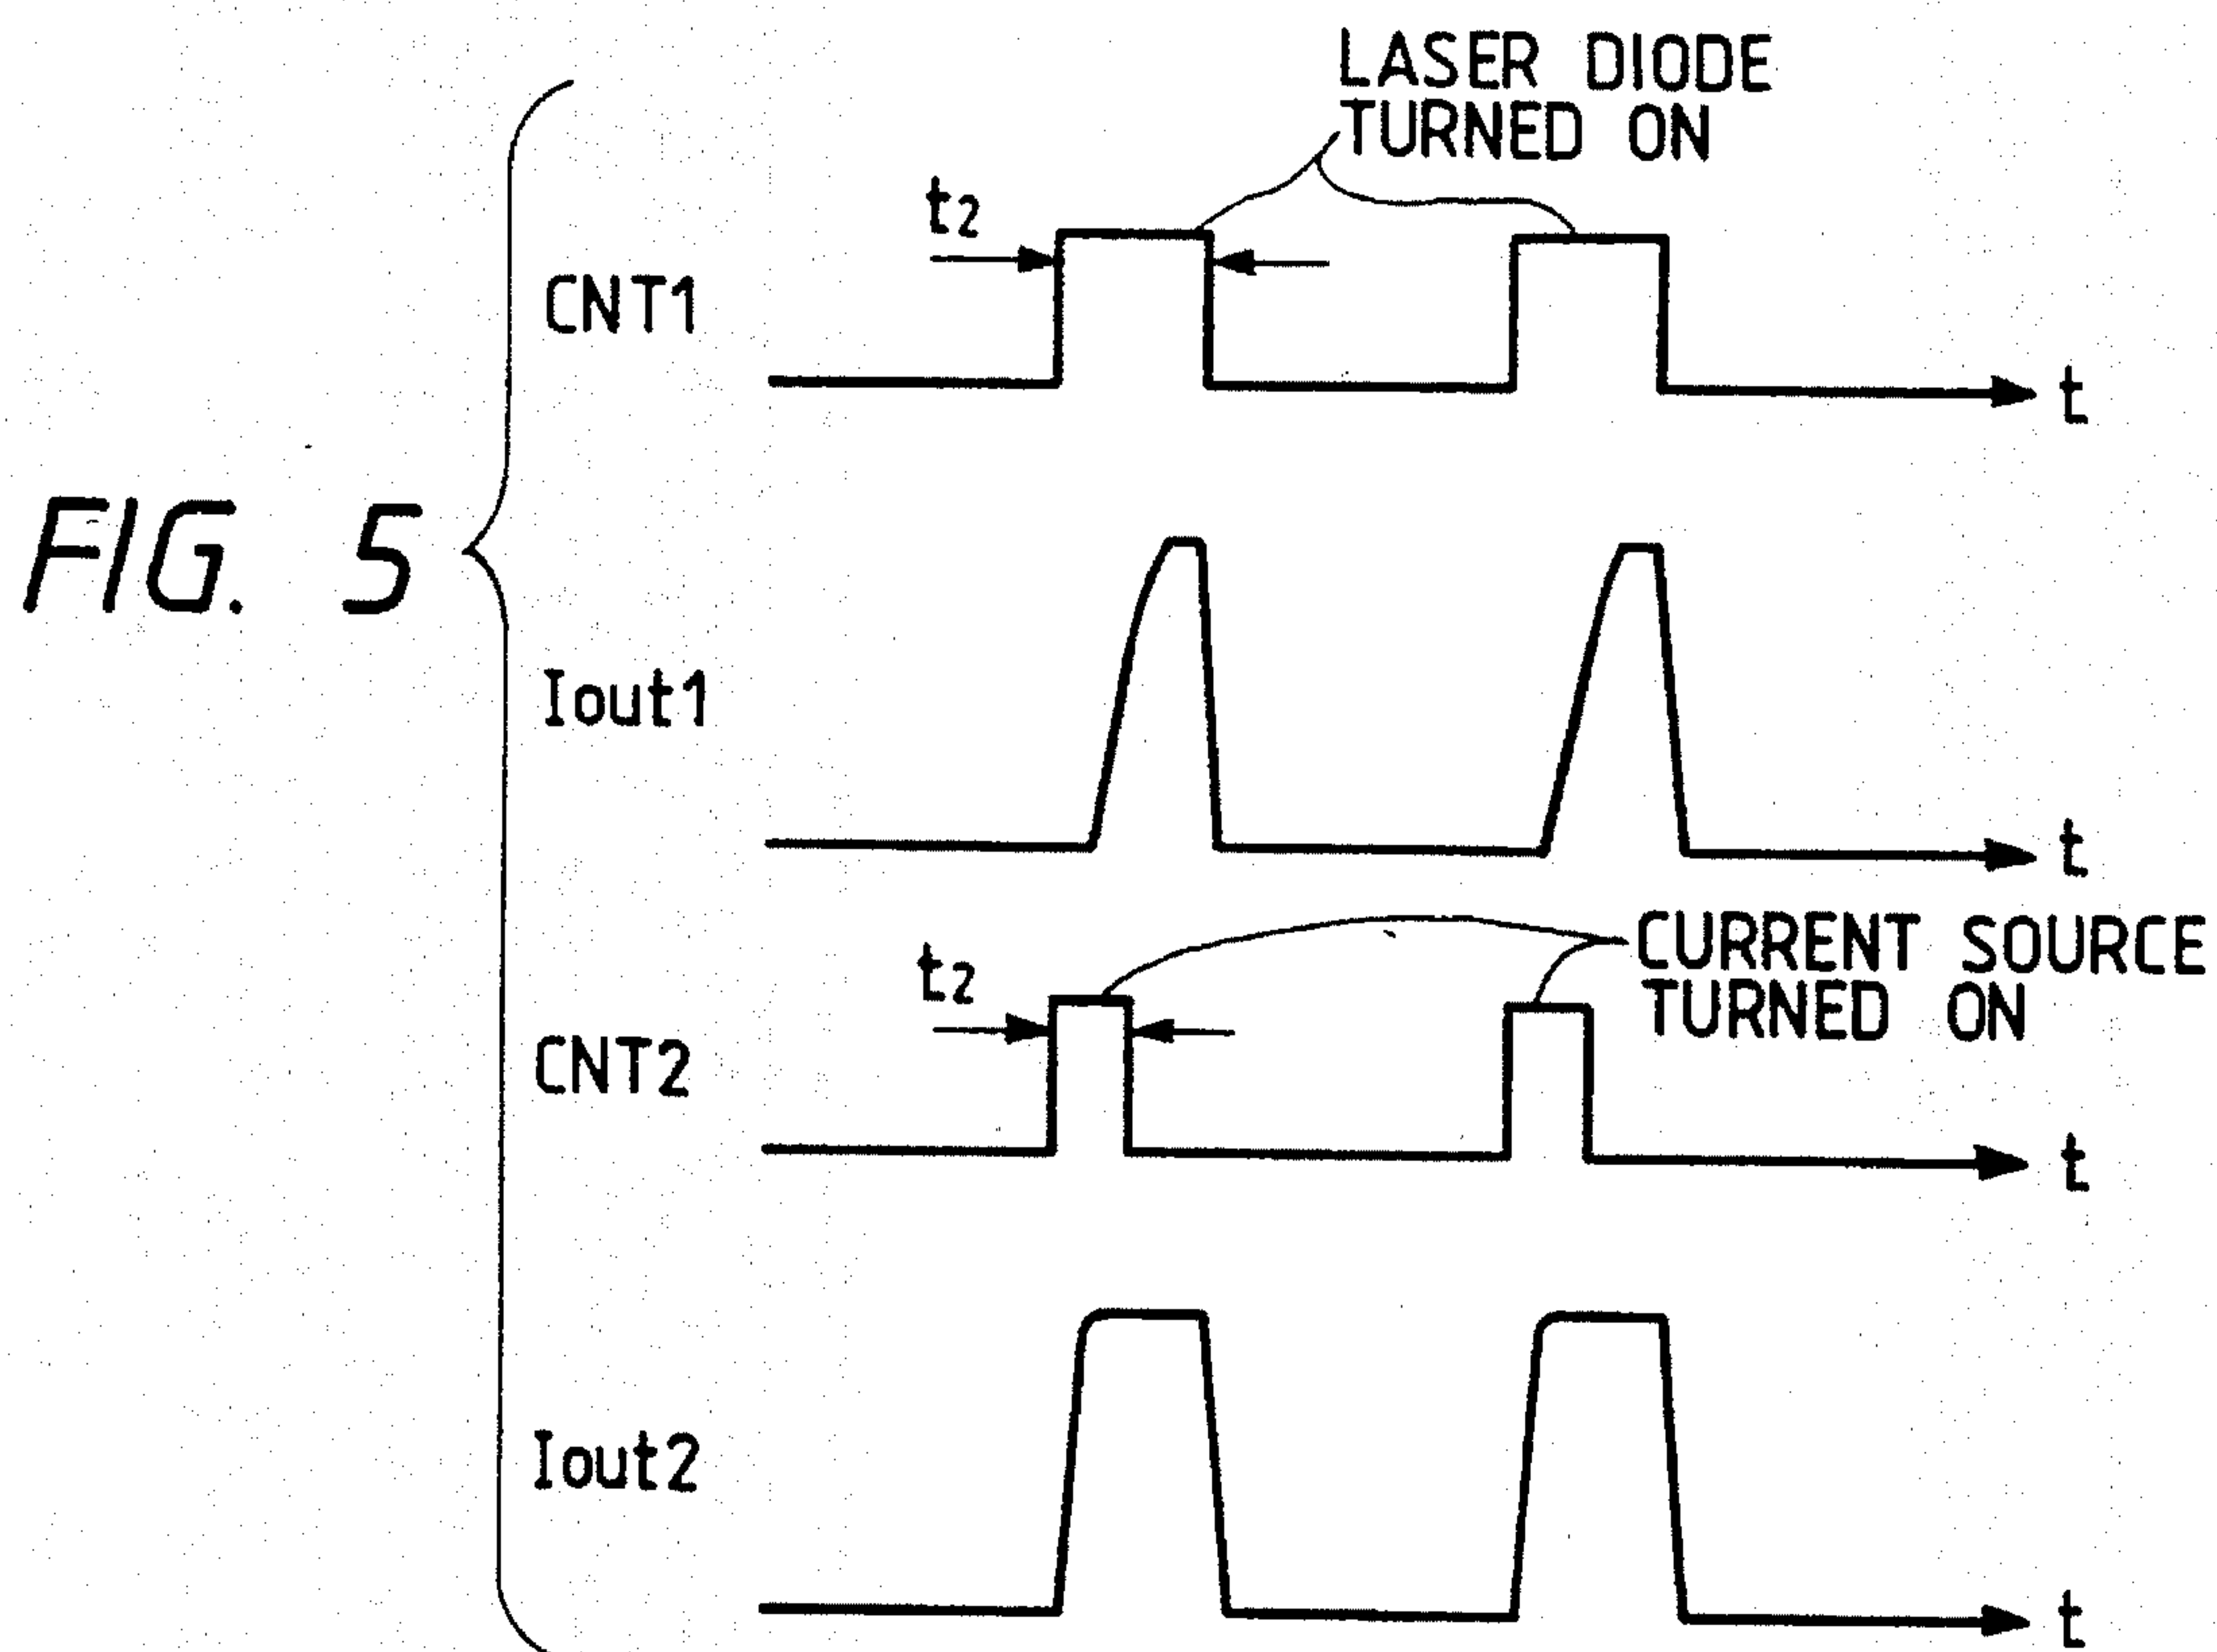 LASER DIODE
TURNED ON
t2
CNT1
t
FIG. 5
Iout1
t
CURRENT SOURCE
TURNED ON
t2
CNT2
t
Iout2
t